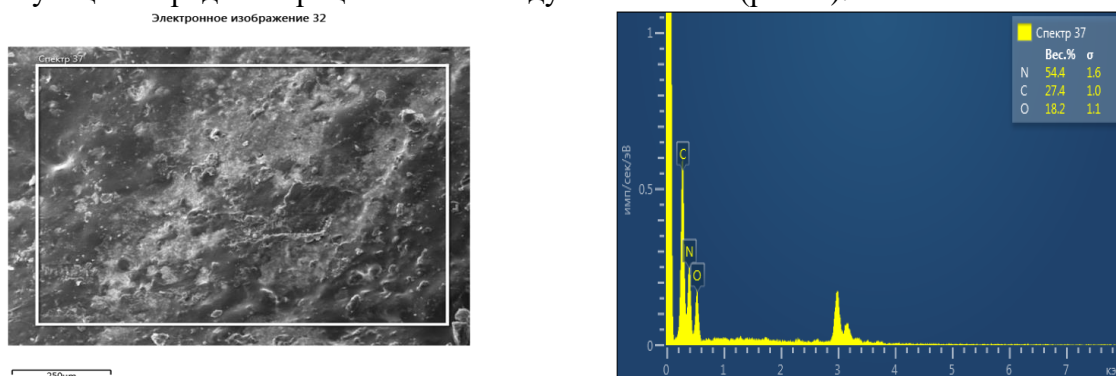 Электронное изображение 32
Спектр 37
250μm
Спектр 37
Вес.% σ
N 54.4 1.6
C 27.4 1.0
O 18.2 1.1
имп/сек/эВ
1
0.5
0
C
N
O
0 1 2 3 4 5 6 7